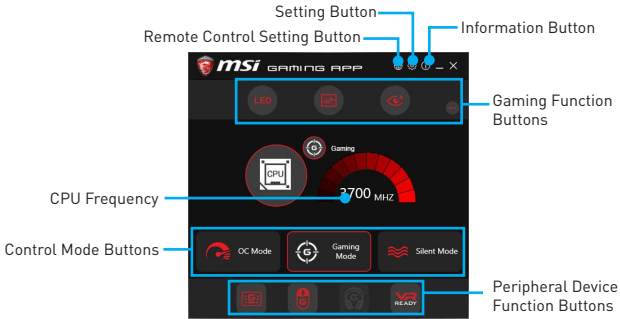 Setting Button
Remote Control Setting Button
Information Button
msi GAMING APP
LED
Gaming Function
Buttons
G
Gaming
CPU
CPU Frequency
3700 MHZ
Control Mode Buttons
OC Mode
G
Gaming
Mode
Silent Mode
G
G
G
VR
READY
Peripheral Device
Function Buttons